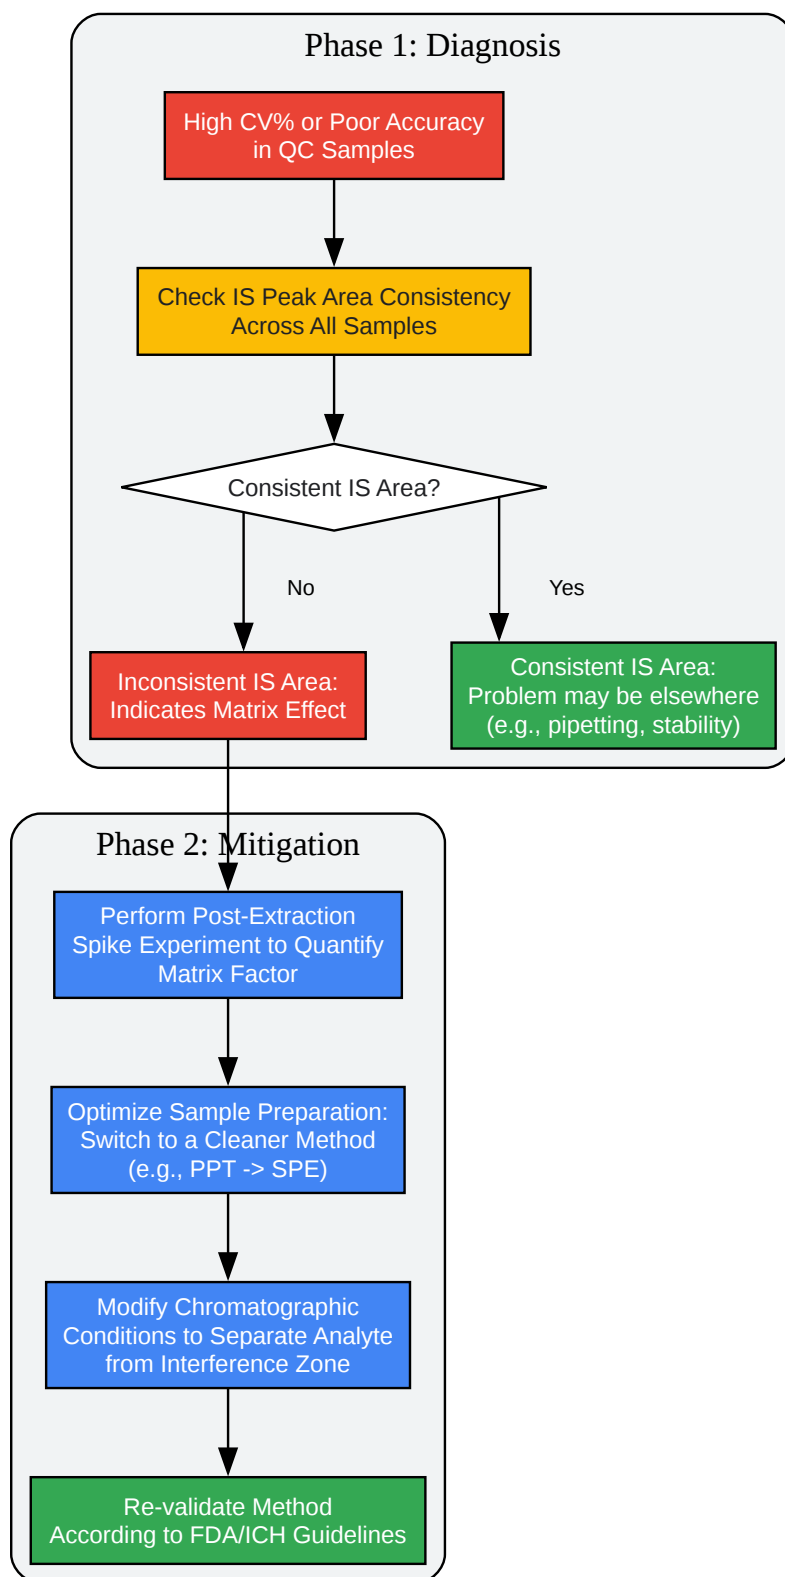 Phase 1: Diagnosis
High CV% or Poor Accuracy
in QC Samples
Check IS Peak Area Consistency
Across All Samples
Consistent IS Area?
No
Yes
Inconsistent IS Area:
Indicates Matrix Effect
Consistent IS Area:
Problem may be elsewhere
(e.g., pipetting, stability)
Phase 2: Mitigation
Perform Post-Extraction
Spike Experiment to Quantify
Matrix Factor
Optimize Sample Preparation:
Switch to a Cleaner Method
(e.g., PPT -> SPE)
Modify Chromatographic
Conditions to Separate Analyte
from Interference Zone
Re-validate Method
According to FDA/ICH Guidelines